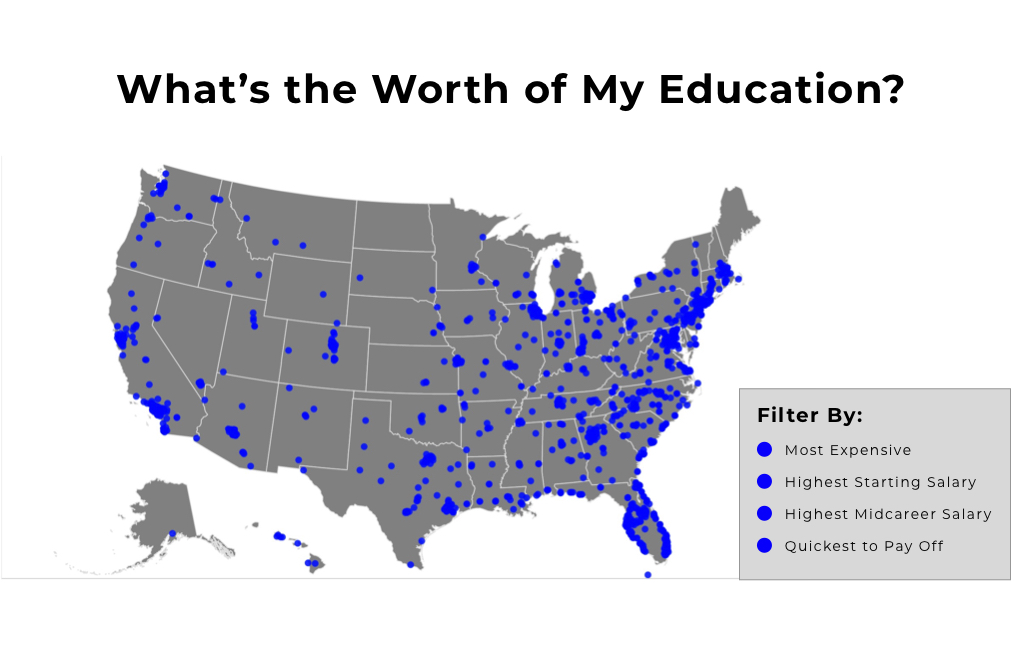 What's the Worth of My Education?
Filter By:
Most Expensive
Highest Starting Salary
Highest Midcareer Salary
Quickest to Pay Off